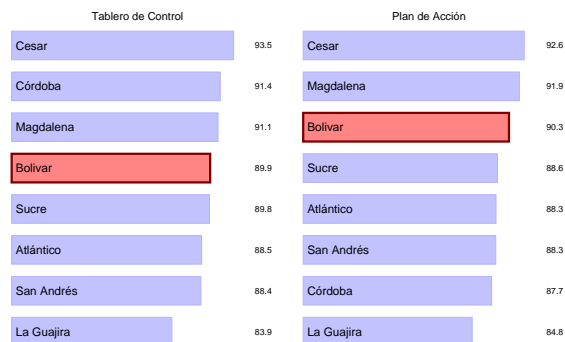 Tablero de Control
Cesar 93.5
Córdoba 91.4
Magdalena 91.1
Bolivar 89.9
Sucre 89.8
Atlántico 88.5
San Andrés 88.4
La Guajira 83.9
Plan de Acción
Cesar 92.6
Magdalena 91.9
Bolivar 90.3
Sucre 88.6
Atlántico 88.3
San Andrés 88.3
Córdoba 87.7
La Guajira 84.8